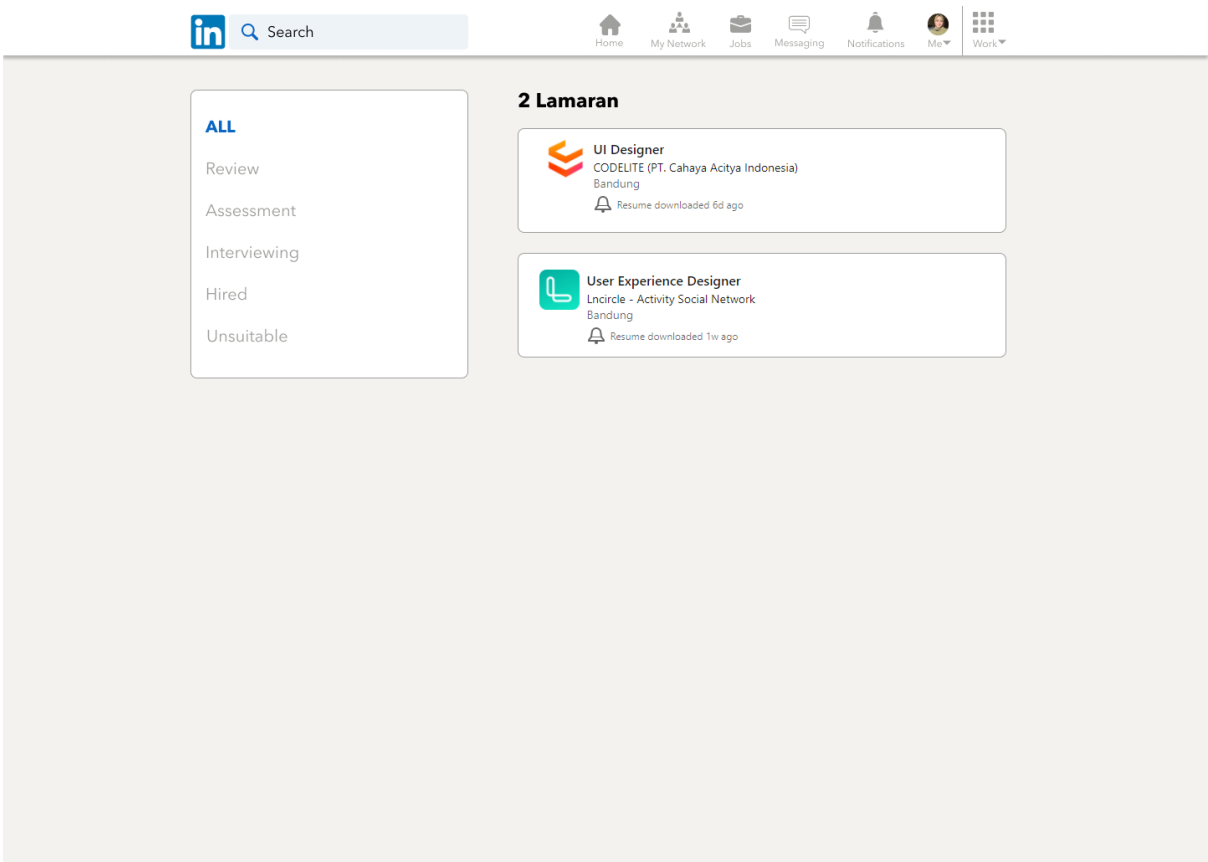 in
Search
Home
My Network
Jobs
Messaging
Notifications
Me
Work
ALL
Review
Assessment
Interviewing
Hired
Unsuitable
2 Lamaran
UI Designer
CODELITE (PT. Cahaya Acitya Indonesia)
Bandung
Resume downloaded 6d ago
User Experience Designer
Lncircle - Activity Social Network
Bandung
Resume downloaded 1w ago